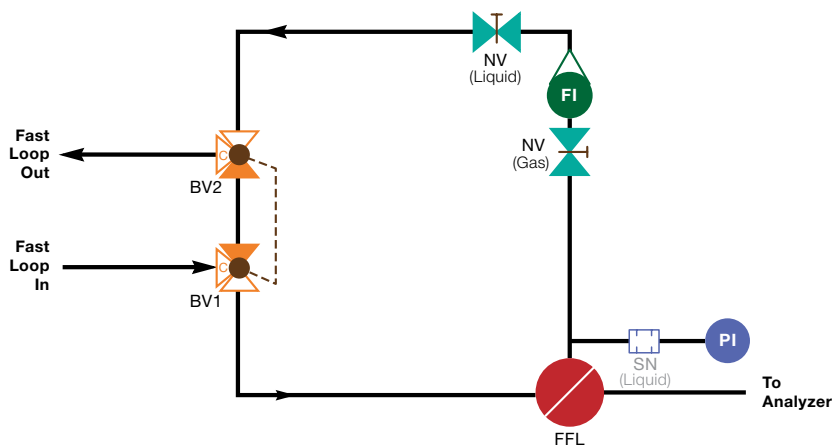 NV
(Liquid)
FI
NV
(Gas)
Fast
Loop
Out
C
BV2
Fast
Loop
In
C
BV1
PI
SN
(Liquid)
FFL
To
Analyzer